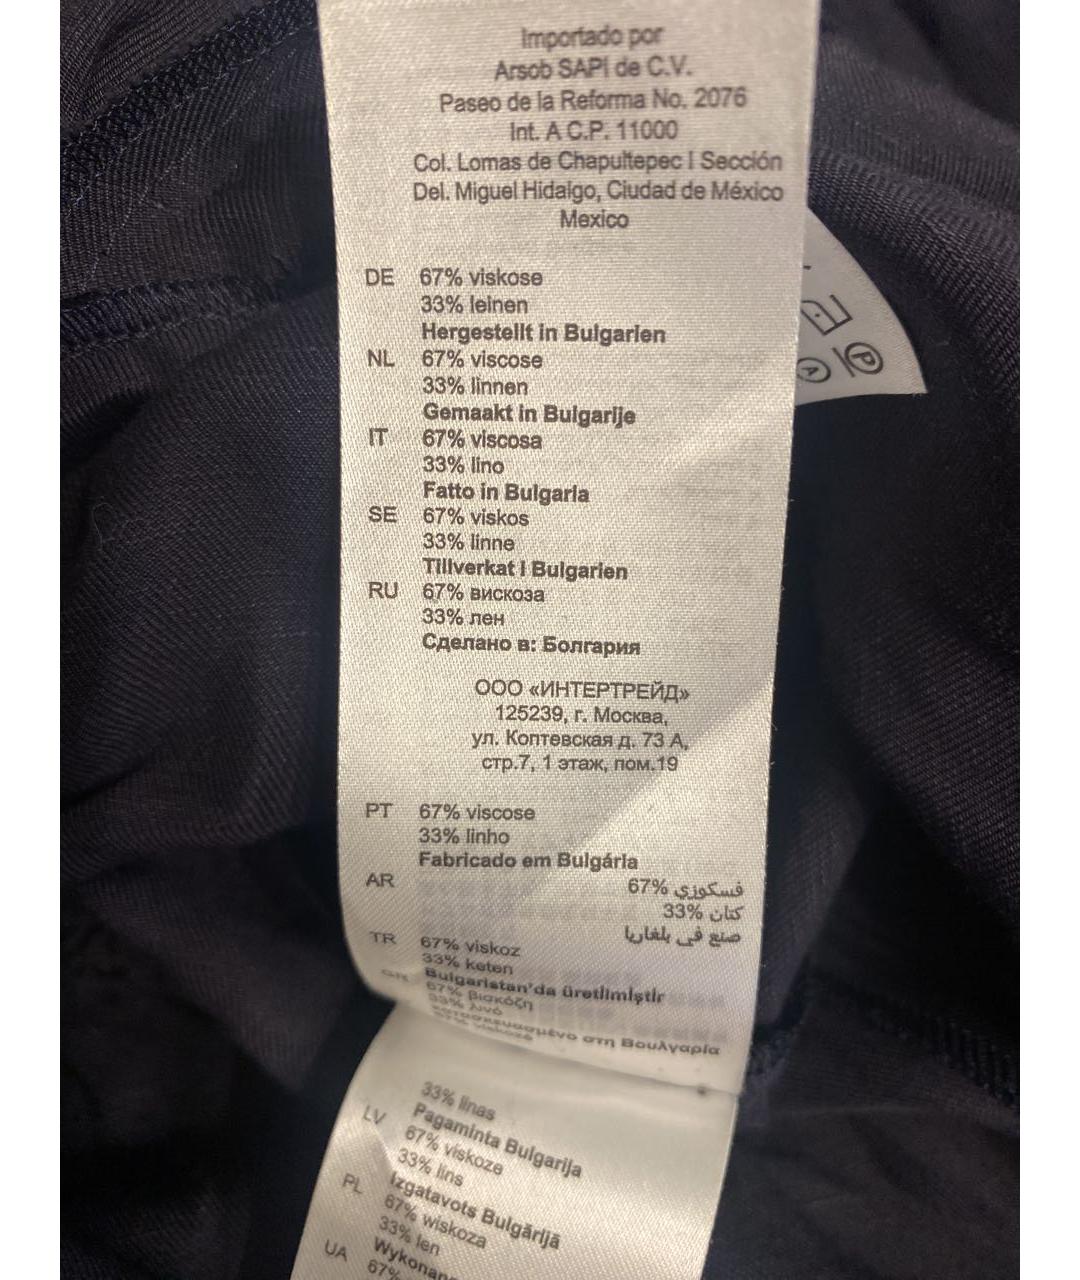 Importado por
Arsob SAPI de C.V.
Paseo de la Reforma No. 2076
Int. A C.P. 11000
Col. Lomas de Chapultepec I Sección
Del. Miguel Hidalgo, Ciudad de México
Mexico
DE 67% viskose
33% leinen
Hergestellt in Bulgarien
NL 67% viscose
33% linnen
Gemaakt in Bulgarije
IT 67% viscosa
33% lino
Fatto in Bulgaria
SE 67% viskos
33% linne
Tillverkat i Bulgarien
RU 67% вискоза
33% лен
Сделано в: Болгария
ООО «ИНТЕРТРЕЙД»
125239, г. Москва,
ул. Коптевская д. 73 А,
стр.7, 1 этаж, пом.19
PT 67% viscose
33% linho
Fabricado em Bulgária
AR 67% فسكوزي
33% كتان
صنع في بلغاريا
TR 67% viskoz
33% keten
Bulgaristan'da üretilmiştir
GR 67% βισκόζη
33% λινό
κατασκευασμένο στη Βουλγαρία
67% viskozė
33% linas
Pagaminta Bulgarija
LV 67% viskoze
33% lins
Izgatavots Bulgārijā
PL 67% wiskoza
33% len
Wykonano
UA 67%
P
A